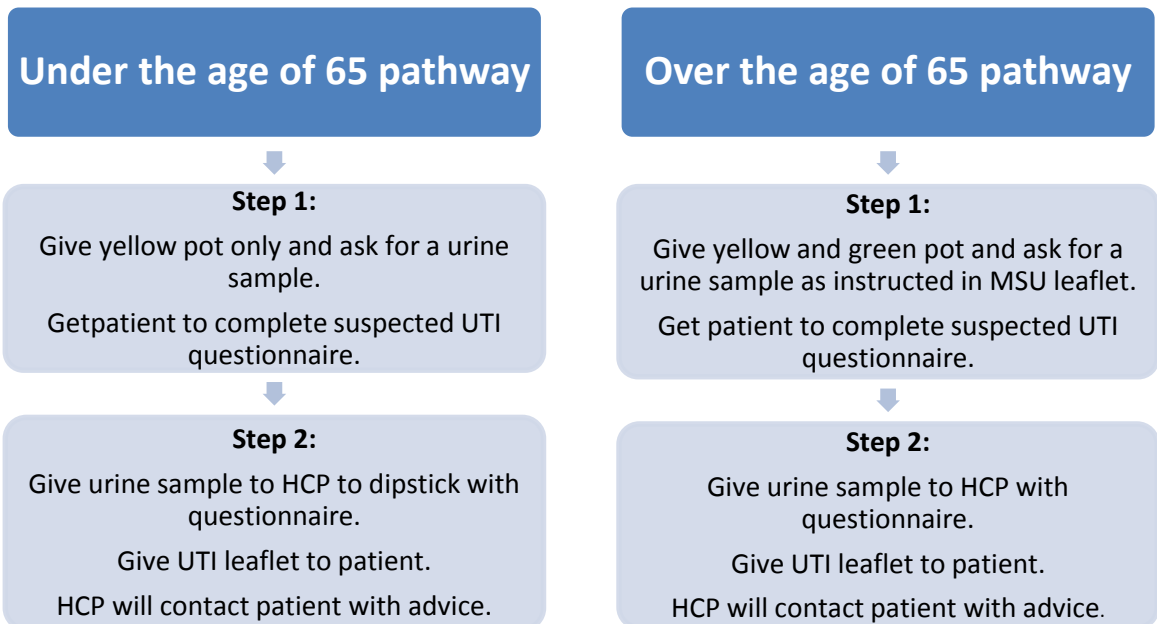 Under the age of 65 pathway
Step 1:
Give yellow pot only and ask for a urine
sample.
Getpatient to complete suspected UTI
questionnaire.
Step 2:
Give urine sample to HCP to dipstick with
questionnaire.
Give UTI leaflet to patient.
HCP will contact patient with advice.
Over the age of 65 pathway
Step 1:
Give yellow and green pot and ask for a
urine sample as instructed in MSU leaflet.
Get patient to complete suspected UTI
questionnaire.
Step 2:
Give urine sample to HCP with
questionnaire.
Give UTI leaflet to patient.
HCP will contact patient with advice.